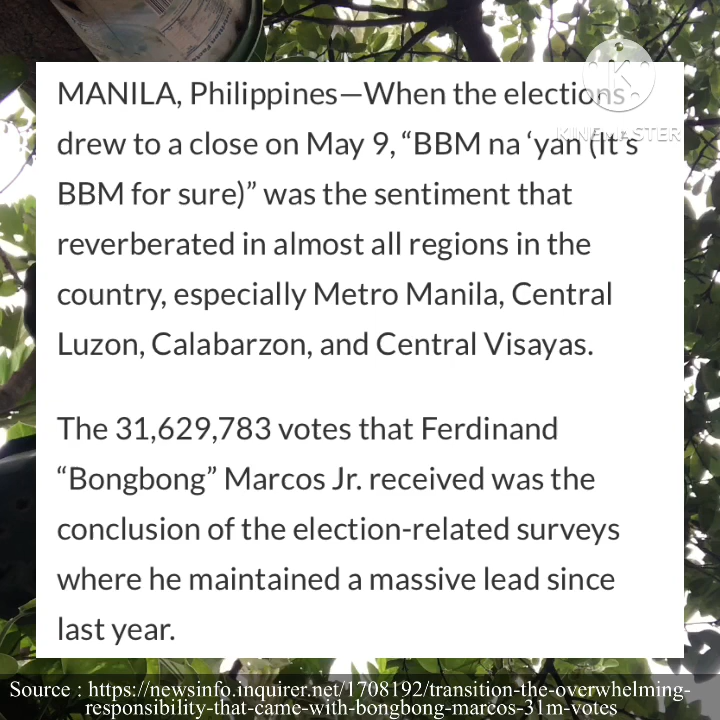 MANILA, Philippines—When the elections
KINEMASTER
drew to a close on May 9, “BBM na ‘yan (It’s
BBM for sure)” was the sentiment that
reverberated in almost all regions in the
country, especially Metro Manila, Central
Luzon, Calabarzon, and Central Visayas.
The 31,629,783 votes that Ferdinand
“Bongbong” Marcos Jr. received was the
conclusion of the election-related surveys
where he maintained a massive lead since
last year.
Source : https://newsinfo.inquirer.net/1708192/transition-the-overwhelming-
responsibility-that-came-with-bongbong-marcos-31m-votes